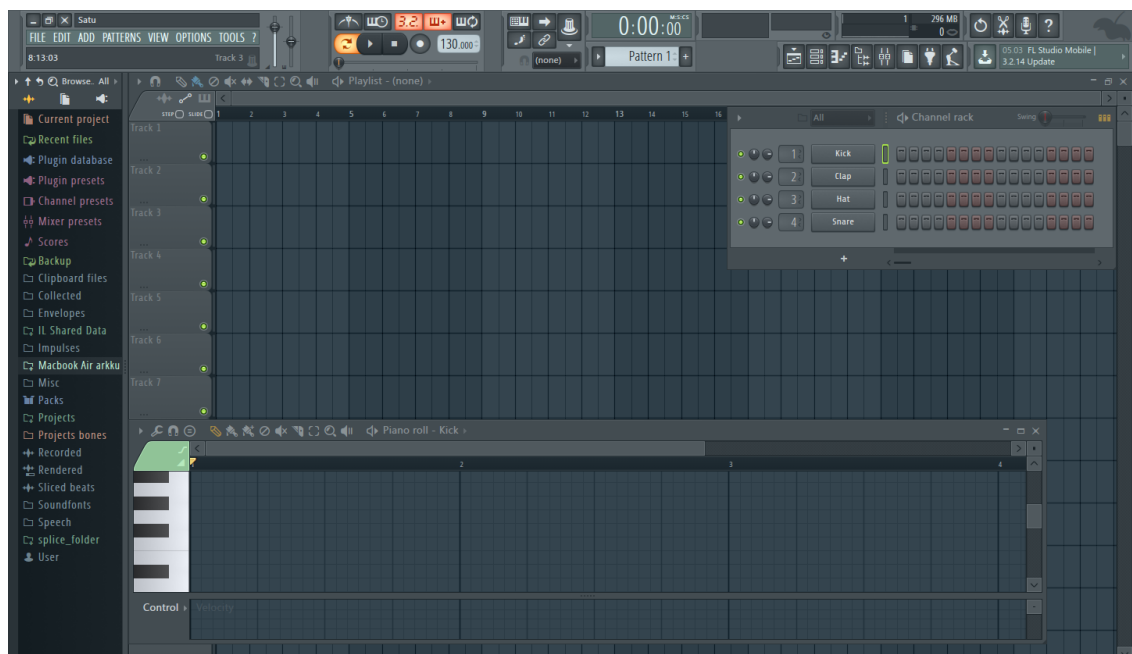 Satu
FILE EDIT ADD PATTERNS VIEW OPTIONS TOOLS ?
8:13:03 Track 3
3.2.
130.000
(none)
0:00:00
M:S:CS
Pattern 1
+
1 296 MB
0
?
05.03 FL Studio Mobile |
3.2.14 Update
Browse.. All
Current project
Recent files
Plugin database
Plugin presets
Channel presets
Mixer presets
Scores
Backup
Clipboard files
Collected
Envelopes
IL Shared Data
Impulses
Macbook Air arkku
Misc
Packs
Projects
Projects bones
Recorded
Rendered
Sliced beats
Soundfonts
Speech
splice_folder
User
Playlist - (none)
STEP SLIDE 1 2 3 4 5 6 7 8 9 10 11 12 13 14 15 16
Track 1
Track 2
Track 3
Track 4
Track 5
Track 6
Track 7
All Channel rack Swing
1 Kick
2 Clap
3 Hat
4 Snare
+
Piano roll - Kick
2 3 4
Control Velocity